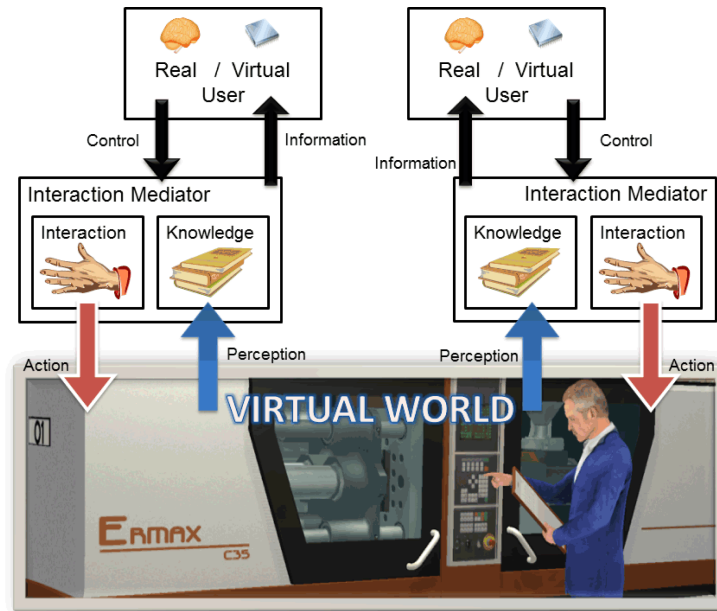 Real / Virtual
User
Real / Virtual
User
Control
Information
Information
Control
Interaction Mediator
Interaction
Knowledge
Interaction Mediator
Knowledge
Interaction
Action
Perception
Perception
Action
VIRTUAL WORLD
01
ERMAX
C35